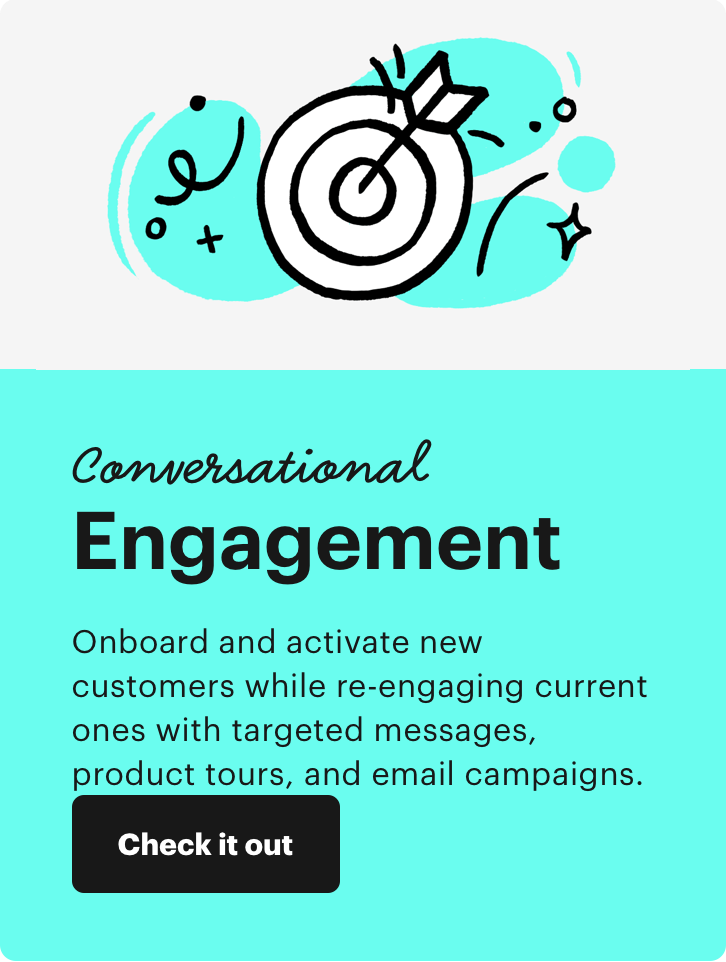 Conversational
Engagement
Onboard and activate new
customers while re-engaging current
ones with targeted messages,
product tours, and email campaigns.
Check it out